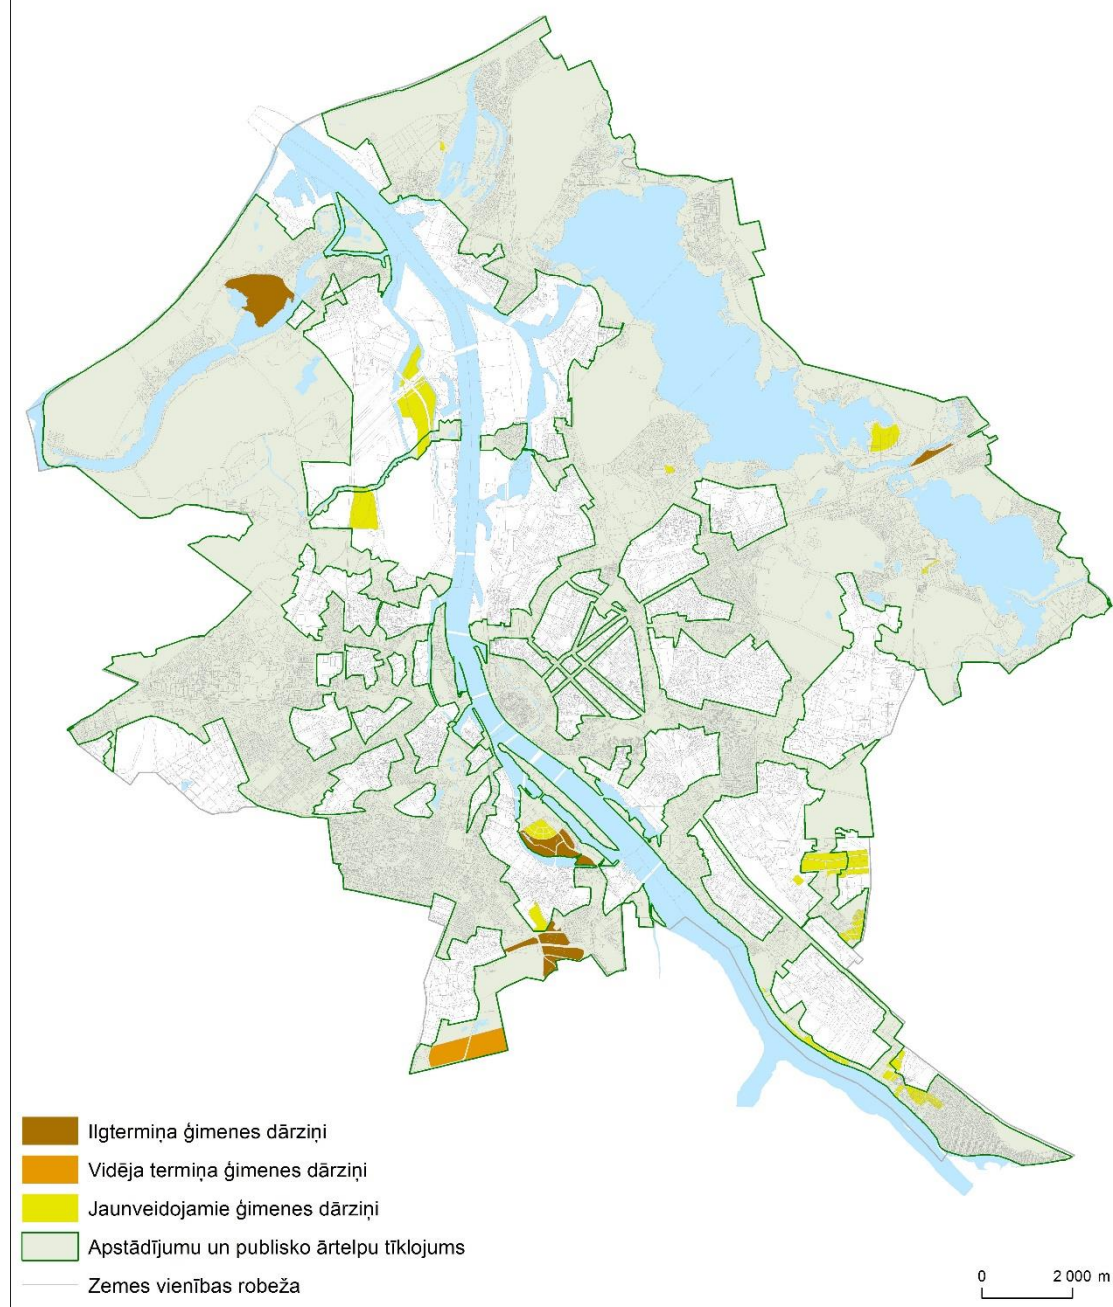 Ilgtermiņa ģimenes dārziņi
Vidēja termiņa ģimenes dārziņi
Jaunveidojamie ģimenes dārziņi
Apstādījumu un publisko ārtelpu tīklojums
Zemes vienības robeža
0 2 000 m